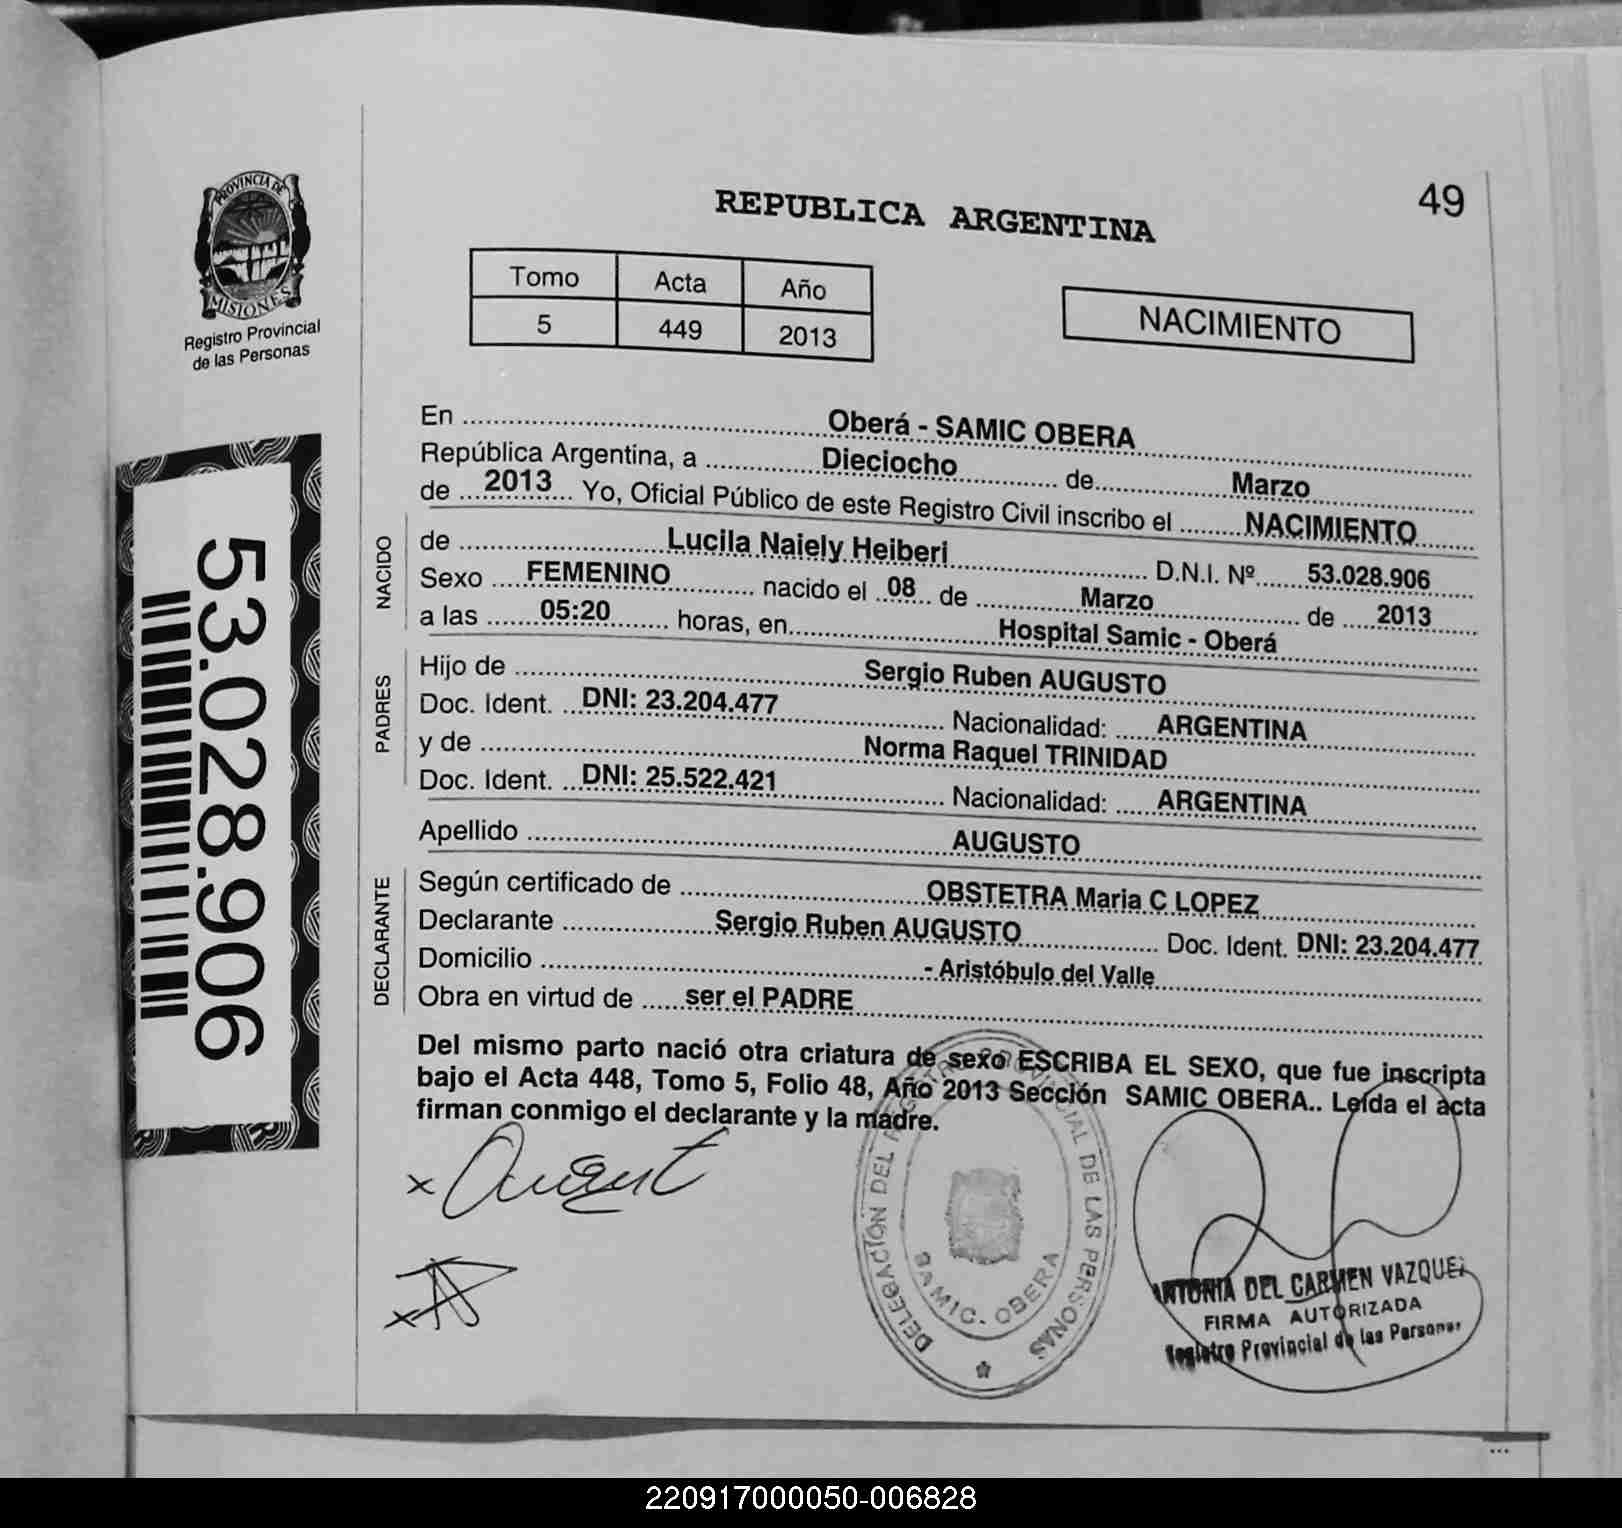 PROVINCIA DE
MISIONES
Registro Provincial
de las Personas
53.028.906
REPUBLICA ARGENTINA
49
Tomo Acta Año
5 449 2013
NACIMIENTO
En Oberá - SAMIC OBERA
República Argentina, a Dieciocho de Marzo
de 2013 Yo, Oficial Público de este Registro Civil inscribo el NACIMIENTO
NACIDO
de Lucila Naiely Heiberi D.N.I. Nº 53.028.906
Sexo FEMENINO nacido el 08 de Marzo de 2013
a las 05:20 horas, en Hospital Samic - Oberá
PADRES
Hijo de Sergio Ruben AUGUSTO
Doc. Ident. DNI: 23.204.477 Nacionalidad: ARGENTINA
y de Norma Raquel TRINIDAD
Doc. Ident. DNI: 25.522.421 Nacionalidad: ARGENTINA
Apellido AUGUSTO
DECLARANTE
Según certificado de OBSTETRA Maria C LOPEZ
Declarante Sergio Ruben AUGUSTO Doc. Ident. DNI: 23.204.477
Domicilio - Aristóbulo del Valle
Obra en virtud de ser el PADRE
Del mismo parto nació otra criatura de sexo ESCRIBA EL SEXO, que fue inscripta
bajo el Acta 448, Tomo 5, Folio 48, Año 2013 Sección SAMIC OBERA.. Leída el acta
firman conmigo el declarante y la madre.
DELEGACIÓN DEL REGISTRO PROVINCIAL DE LAS PERSONAS
SAMIC. OBERA
ANTONIA DEL CARMEN VAZQUEZ
FIRMA AUTORIZADA
Registro Provincial de las Personas
220917000050-006828